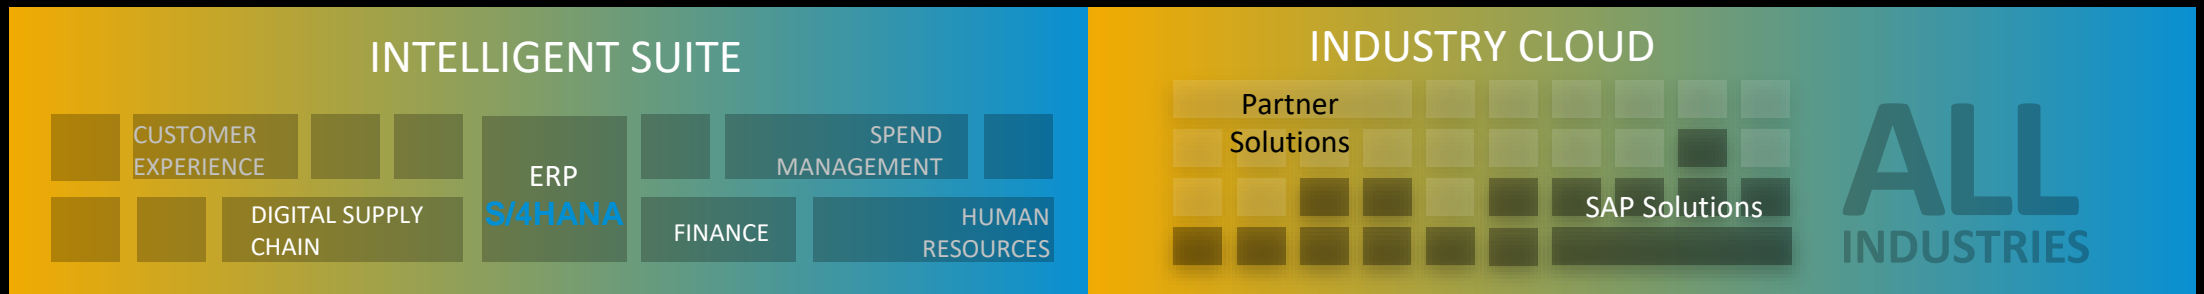 INTELLIGENT SUITE
CUSTOMER
EXPERIENCE
ERP
S/4HANA
SPEND
MANAGEMENT
DIGITAL SUPPLY
CHAIN
FINANCE
HUMAN
RESOURCES
INDUSTRY CLOUD
Partner
Solutions
SAP Solutions
ALL
INDUSTRIES